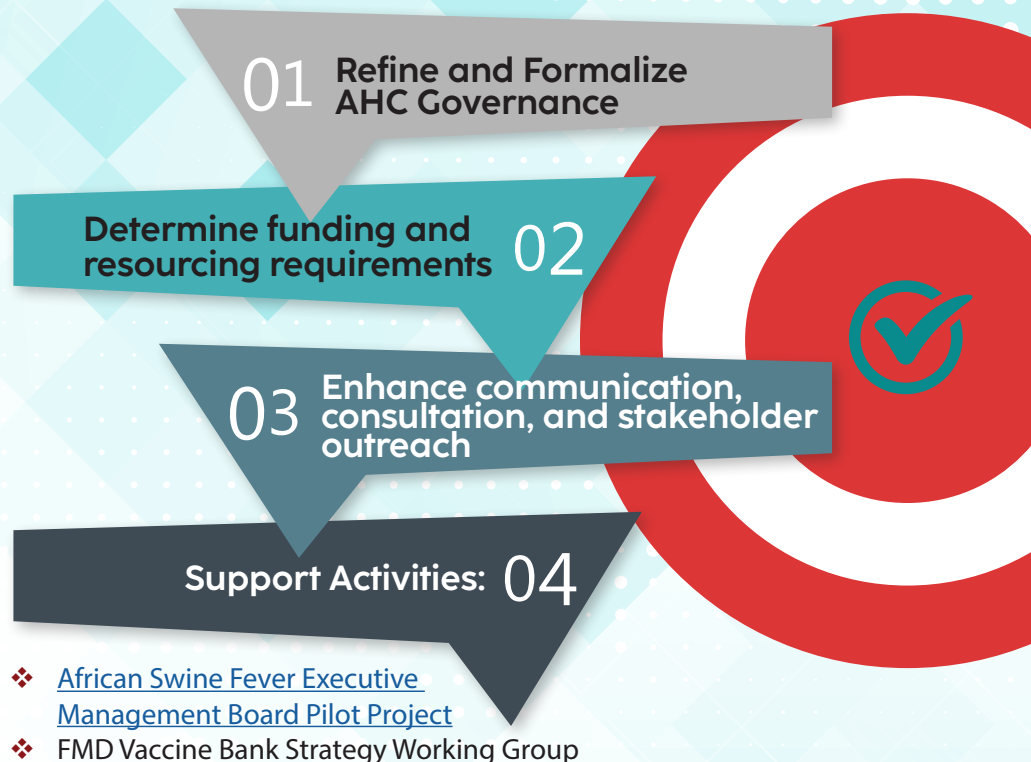 01 Refine and Formalize
AHC Governance
Determine funding and
resourcing requirements 02
03 Enhance communication,
consultation, and stakeholder
outreach
Support Activities: 04
❖ African Swine Fever Executive
Management Board Pilot Project
❖ FMD Vaccine Bank Strategy Working Group